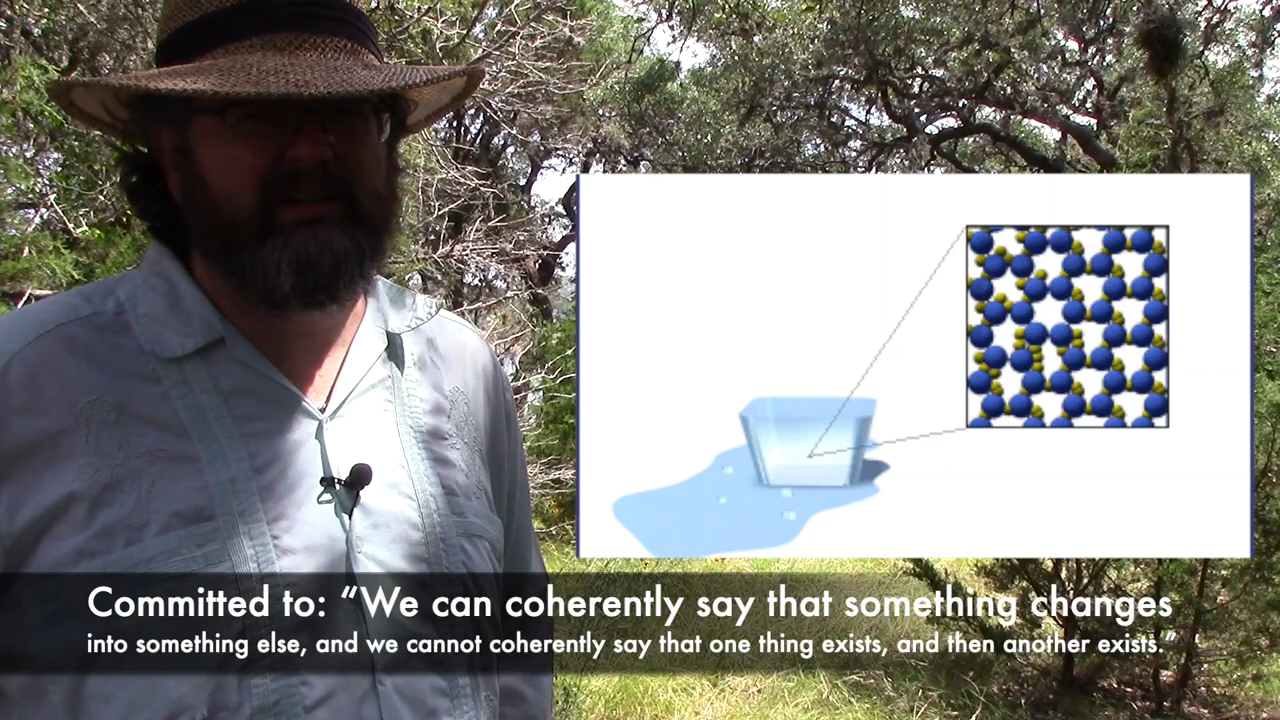 Committed to: “We can coherently say that something changes
into something else, and we cannot coherently say that one thing exists, and then another exists.”